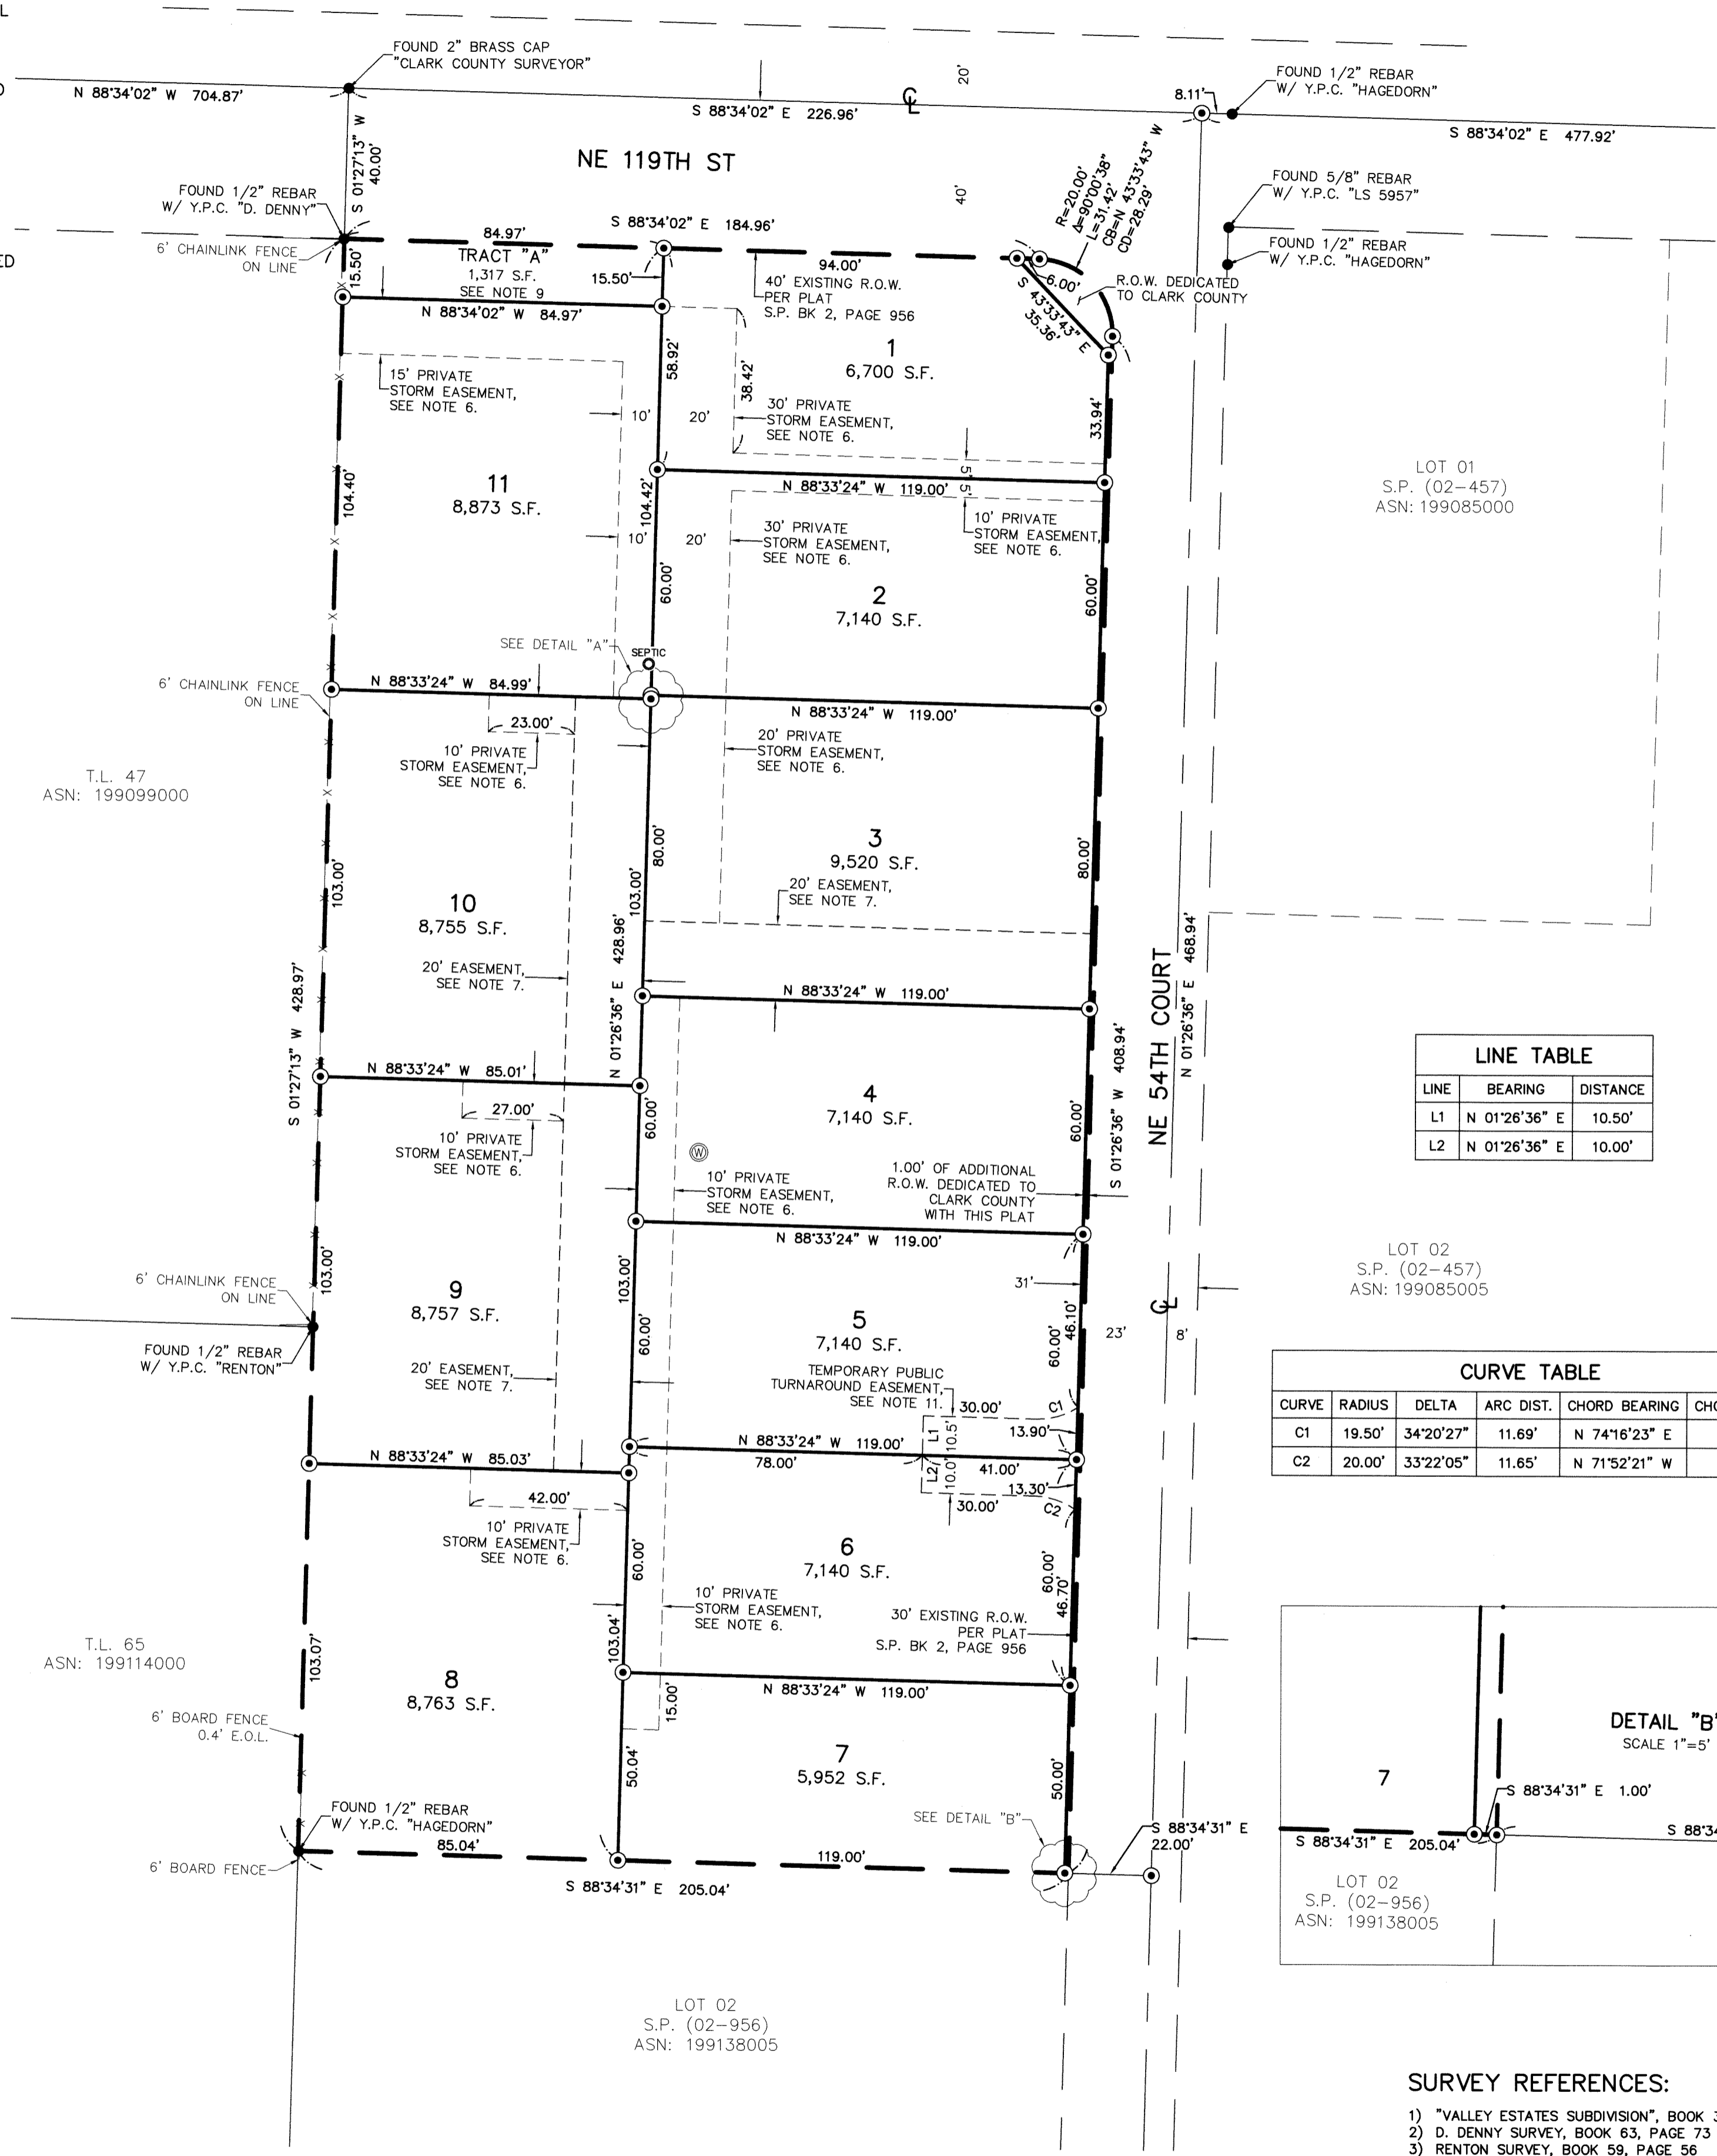 L
FOUND 2" BRASS CAP
"CLARK COUNTY SURVEYOR"
20'
FOUND 1/2" REBAR
W/ Y.P.C. "HAGEDORN"
8.11'
N 88°34'02" W 704.87'
S 88°34'02" E 226.96'
CL
S 88°34'02" E 477.92'
S 01°27'13" W
40.00'
NE 119TH ST
40'
R=20.00'
Δ=90°00'38"
L=31.42'
CB=N 43°33'43" W
CD=28.29'
FOUND 5/8" REBAR
W/ Y.P.C. "LS 5957"
FOUND 1/2" REBAR
W/ Y.P.C. "HAGEDORN"
FOUND 1/2" REBAR
W/ Y.P.C. "D. DENNY"
6' CHAINLINK FENCE
ON LINE
ED
S 88°34'02" E 184.96'
84.97'
TRACT "A"
1,317 S.F.
SEE NOTE 9
15.50'
15.50'
N 88°34'02" W 84.97'
94.00'
40' EXISTING R.O.W.
PER PLAT
S.P. BK 2, PAGE 956
6.00'
R.O.W. DEDICATED
TO CLARK COUNTY
S 43°33'43" E
35.36'
1
6,700 S.F.
58.92'
38.42'
33.94'
15' PRIVATE
STORM EASEMENT,
SEE NOTE 6.
10'
20'
30' PRIVATE
STORM EASEMENT,
SEE NOTE 6.
5'
5'
N 88°33'24" W 119.00'
11
8,873 S.F.
104.40'
104.42'
10'
20'
30' PRIVATE
STORM EASEMENT,
SEE NOTE 6.
10' PRIVATE
STORM EASEMENT,
SEE NOTE 6.
LOT 01
S.P. (02-457)
ASN: 199085000
60.00'
2
7,140 S.F.
60.00'
SEE DETAIL "A"
SEPTIC
6' CHAINLINK FENCE
ON LINE
N 88°33'24" W 84.99'
N 88°33'24" W 119.00'
23.00'
10' PRIVATE
STORM EASEMENT,
SEE NOTE 6.
20' PRIVATE
STORM EASEMENT,
SEE NOTE 6.
T.L. 47
ASN: 199099000
3
9,520 S.F.
80.00'
80.00'
20' EASEMENT,
SEE NOTE 7.
103.00'
103.00'
10
8,755 S.F.
20' EASEMENT,
SEE NOTE 7.
N 01°26'36" E 428.96'
S 01°27'13" W 428.97'
N 88°33'24" W 119.00'
NE 54TH COURT
N 01°26'36" E 468.94'
S 01°26'36" W 408.94'
N 88°33'24" W 85.01'
27.00'
10' PRIVATE
STORM EASEMENT,
SEE NOTE 6.
60.00'
4
7,140 S.F.
60.00'
W
10' PRIVATE
STORM EASEMENT,
SEE NOTE 6.
1.00' OF ADDITIONAL
R.O.W. DEDICATED TO
CLARK COUNTY
WITH THIS PLAT
N 88°33'24" W 119.00'
LINE TABLE
LINE BEARING DISTANCE
L1 N 01°26'36" E 10.50'
L2 N 01°26'36" E 10.00'
LOT 02
S.P. (02-457)
ASN: 199085005
6' CHAINLINK FENCE
ON LINE
103.00'
FOUND 1/2" REBAR
W/ Y.P.C. "RENTON"
9
8,757 S.F.
20' EASEMENT,
SEE NOTE 7.
103.00'
60.00'
5
7,140 S.F.
31'
46.10'
60.00'
23'
CL
8'
TEMPORARY PUBLIC
TURNAROUND EASEMENT,
SEE NOTE 11.
30.00'
C1
L1
10.5'
13.90'
N 88°33'24" W 119.00'
78.00'
41.00'
L2
10.0'
13.30'
30.00'
C2
CURVE TABLE
CURVE RADIUS DELTA ARC DIST. CHORD BEARING CHO
C1 19.50' 34°20'27" 11.69' N 74°16'23" E
C2 20.00' 33°22'05" 11.65' N 71°52'21" W
N 88°33'24" W 85.03'
42.00'
10' PRIVATE
STORM EASEMENT,
SEE NOTE 6.
60.00'
6
7,140 S.F.
60.00'
46.70'
10' PRIVATE
STORM EASEMENT,
SEE NOTE 6.
30' EXISTING R.O.W.
PER PLAT
S.P. BK 2, PAGE 956
T.L. 65
ASN: 199114000
103.07'
103.04'
8
8,763 S.F.
15.00'
N 88°33'24" W 119.00'
6' BOARD FENCE
0.4' E.O.L.
50.04'
7
5,952 S.F.
50.00'
FOUND 1/2" REBAR
W/ Y.P.C. "HAGEDORN"
6' BOARD FENCE
85.04'
119.00'
S 88°34'31" E 205.04'
SEE DETAIL "B"
S 88°34'31" E
22.00'
DETAIL "B"
SCALE 1"=5'
7
S 88°34'31" E 1.00'
S 88°34'31" E 205.04'
S 88°34
LOT 02
S.P. (02-956)
ASN: 199138005
LOT 02
S.P. (02-956)
ASN: 199138005
SURVEY REFERENCES:
1) "VALLEY ESTATES SUBDIVISION", BOOK 3
2) D. DENNY SURVEY, BOOK 63, PAGE 73
3) RENTON SURVEY, BOOK 59, PAGE 56